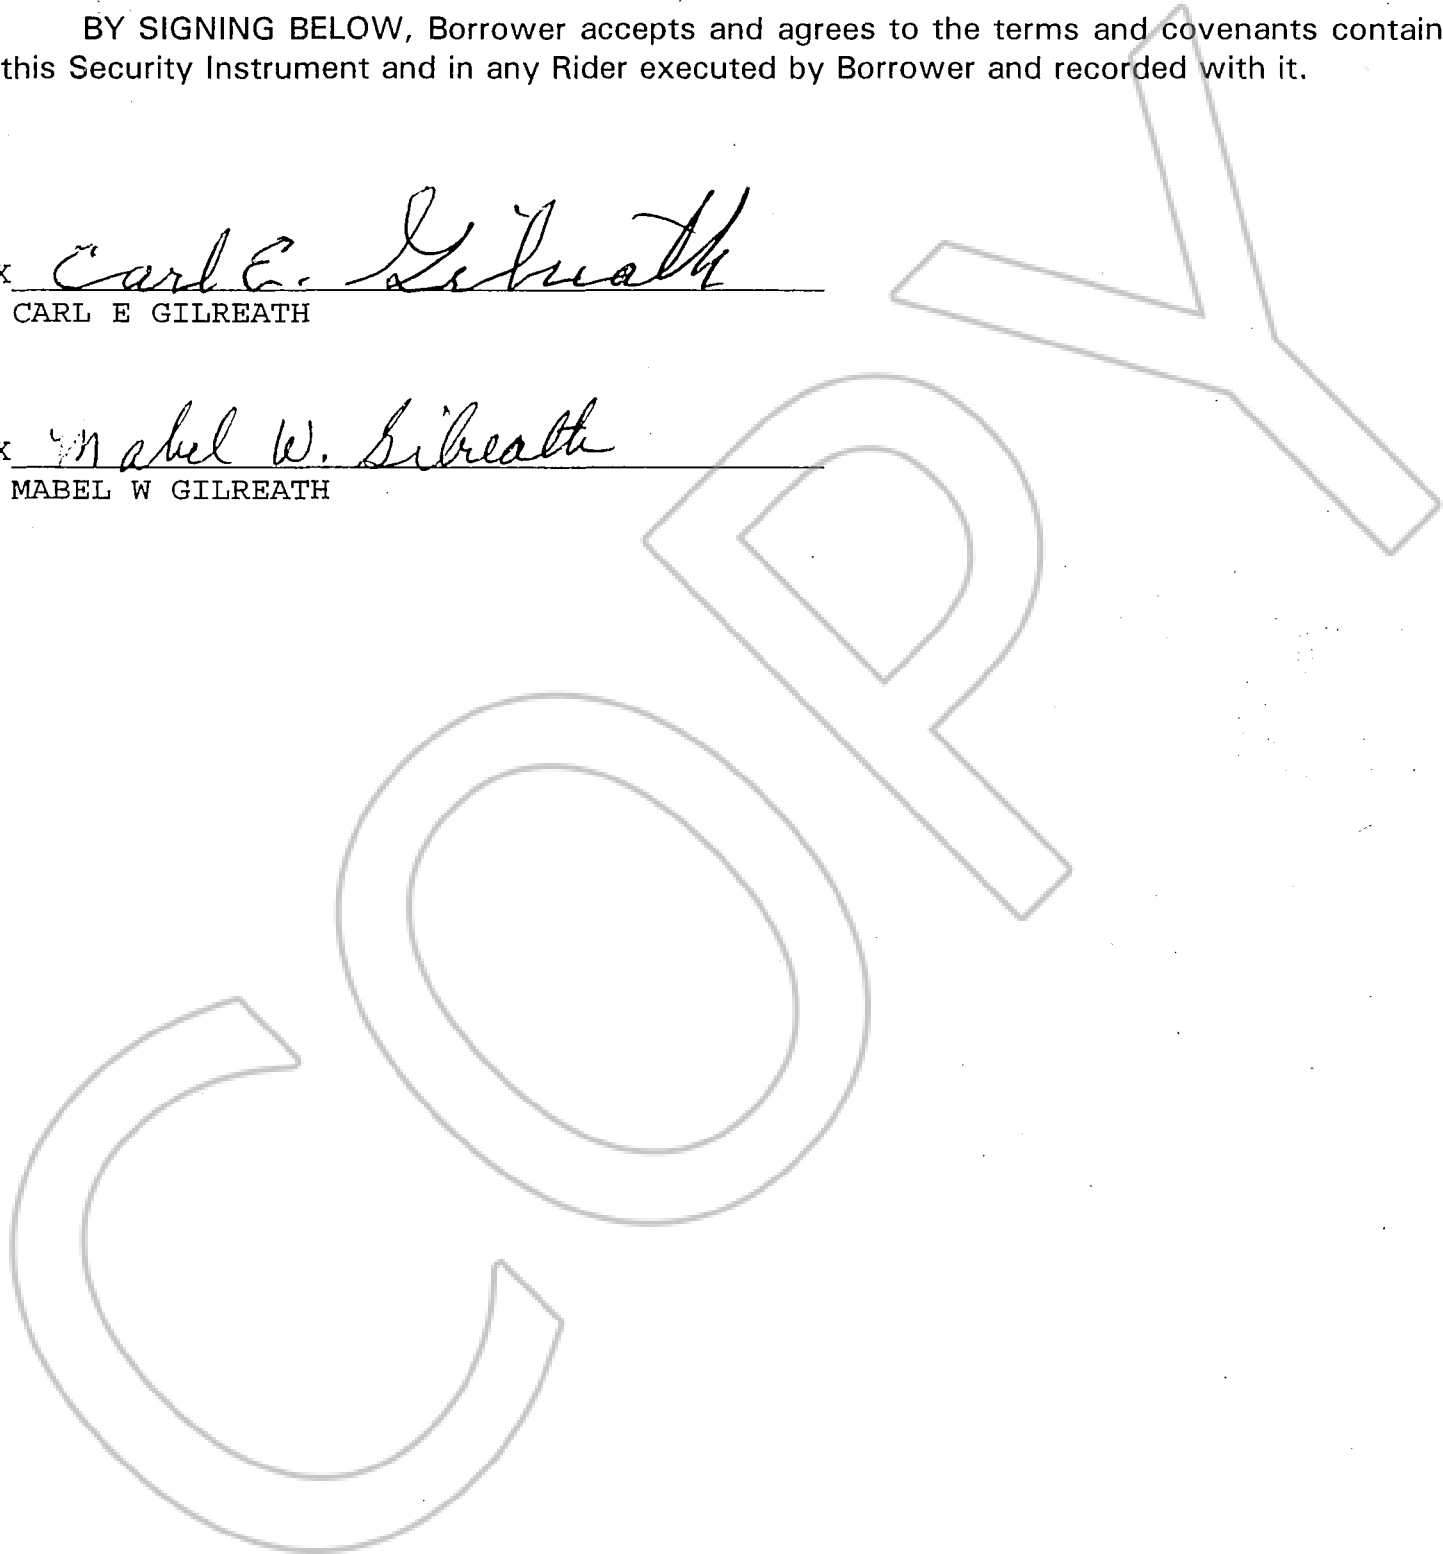 BY SIGNING BELOW, Borrower accepts and agrees to the terms and covenants contain
this Security Instrument and in any Rider executed by Borrower and recorded with it.
x Carl E. Gilreath
CARL E GILREATH
x Mabel W. Gilreath
MABEL W GILREATH
COPY